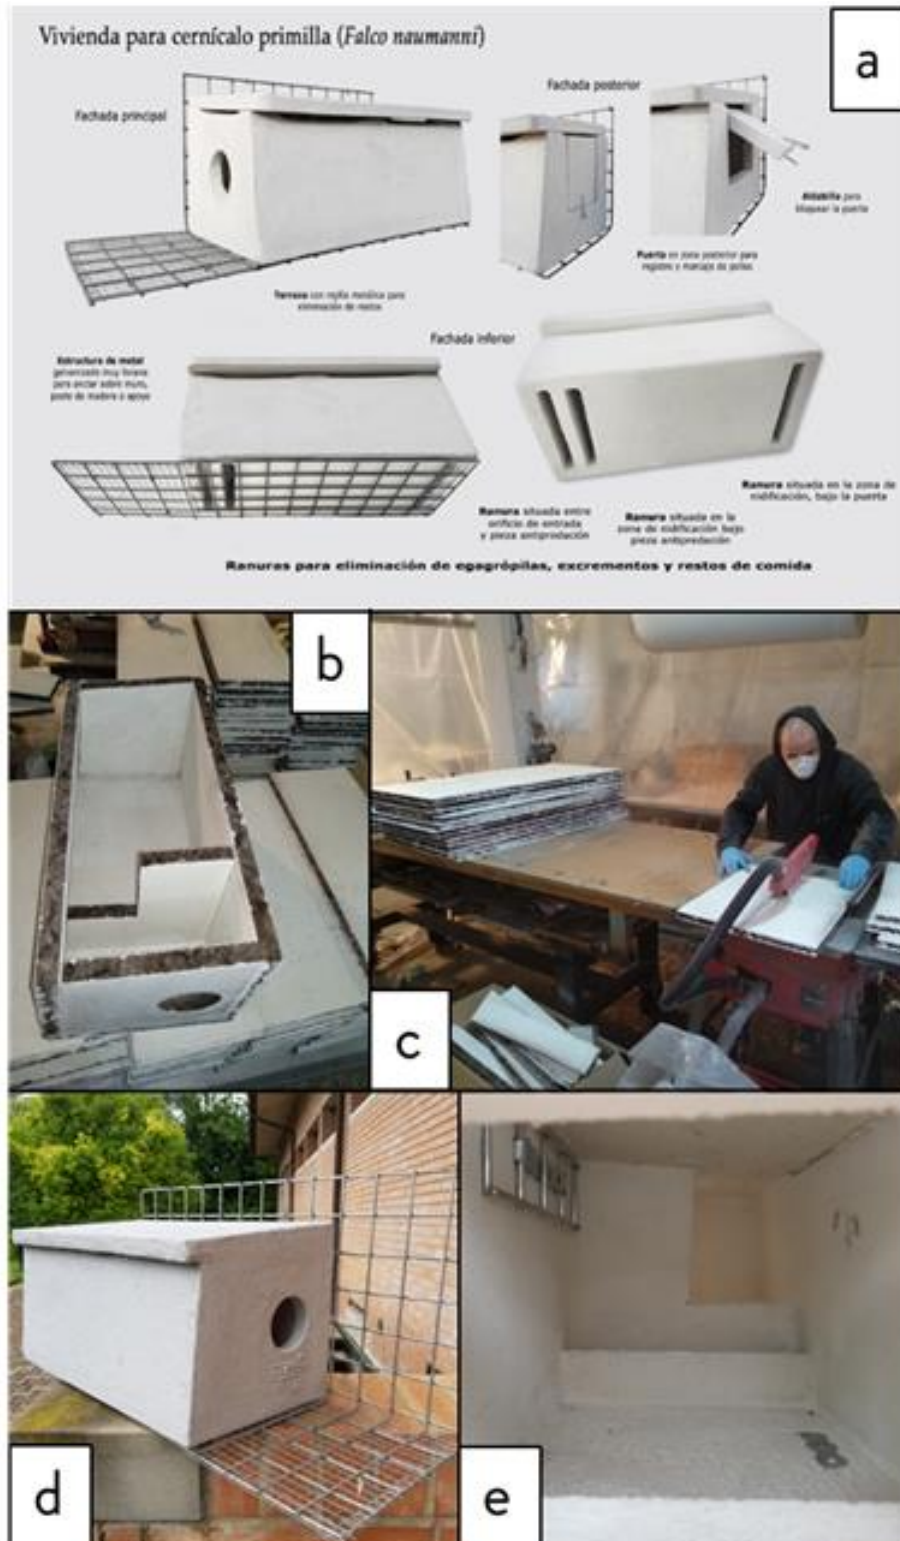 Vivienda para cernícalo primilla (Falco naumanni)
a
Fachada principal
Fachada posterior
Aldabilla para
bloquear la puerta
Puerta en zona posterior para
registro y marcaje de pollos
Terraza con rejilla metálica para
eliminación de restos
Fachada inferior
Estructura de metal
galvanizado muy liviana
para anclar sobre muro,
poste de madera o apoyo
Ranura situada en la zona de
nidificación, bajo la puerta
Ranura situada entre
orificio de entrada
y pieza antipredación
Ranura situada en la
zona de nidificación bajo
pieza antipredación
Ranuras para eliminación de egagrópilas, excrementos y restos de comida
b
c
d
e